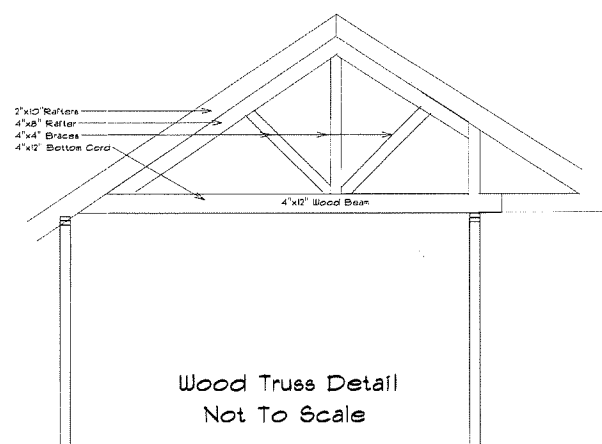 2"x10" Rafters
4"x8" Rafter
4"x4" Braces
4"x12" Bottom Cord
4"x12" Wood Beam
Wood Truss Detail
Not To Scale